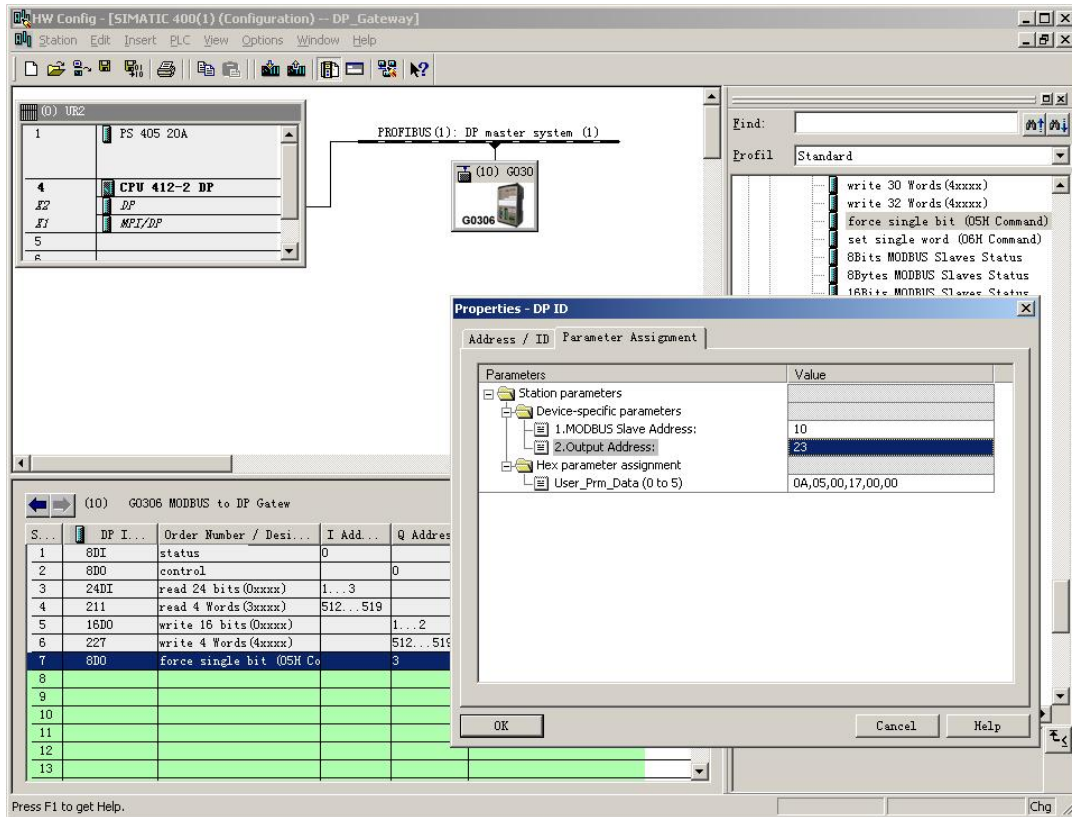 HW Config - [SIMATIC 400(1) (Configuration) -- DP_Gateway]
Station Edit Insert PLC View Options Window Help
(0) UR2
1 PS 405 20A
4 CPU 412-2 DP
X2 DP
X1 MPI/DP
5
6
PROFIBUS(1): DP master system (1)
(10) G030
G0306
Find:
Profil Standard
write 30 Words(4xxxx)
write 32 Words(4xxxx)
force single bit (05H Command)
set single word (06H Command)
8Bits MODBUS Slaves Status
8Bytes MODBUS Slaves Status
16Bits MODBUS Slaves Status
Properties - DP ID
Address / ID Parameter Assignment
Parameters Value
Station parameters
Device-specific parameters
1.MODBUS Slave Address: 10
2.Output Address: 23
Hex parameter assignment
User_Prm_Data (0 to 5) 0A,05,00,17,00,00
OK Cancel Help
(10) G0306 MODBUS to DP Gatew
S... DP I... Order Number / Desi... I Add... Q Addres
1 8DI status 0
2 8DO control 0
3 24DI read 24 bits(0xxxx) 1...3
4 211 read 4 Words(3xxxx) 512...519
5 16DO write 16 bits(0xxxx) 1...2
6 227 write 4 Words(4xxxx) 512...519
7 8DO force single bit (05H Co 3
8
9
10
11
12
13
Press F1 to get Help. Chg